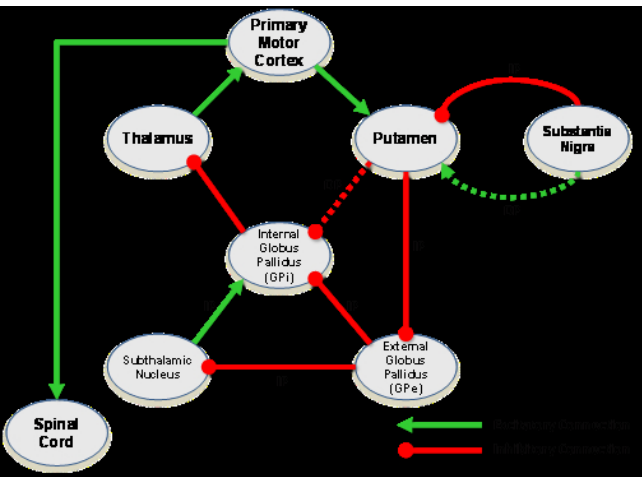 Primary
Motor
Cortex
Thalamus
Putamen
Substantia
Nigra
Internal
Globus
Pallidus
(GPi)
Subthalamic
Nucleus
External
Globus
Pallidus
(GPe)
Spinal
Cord